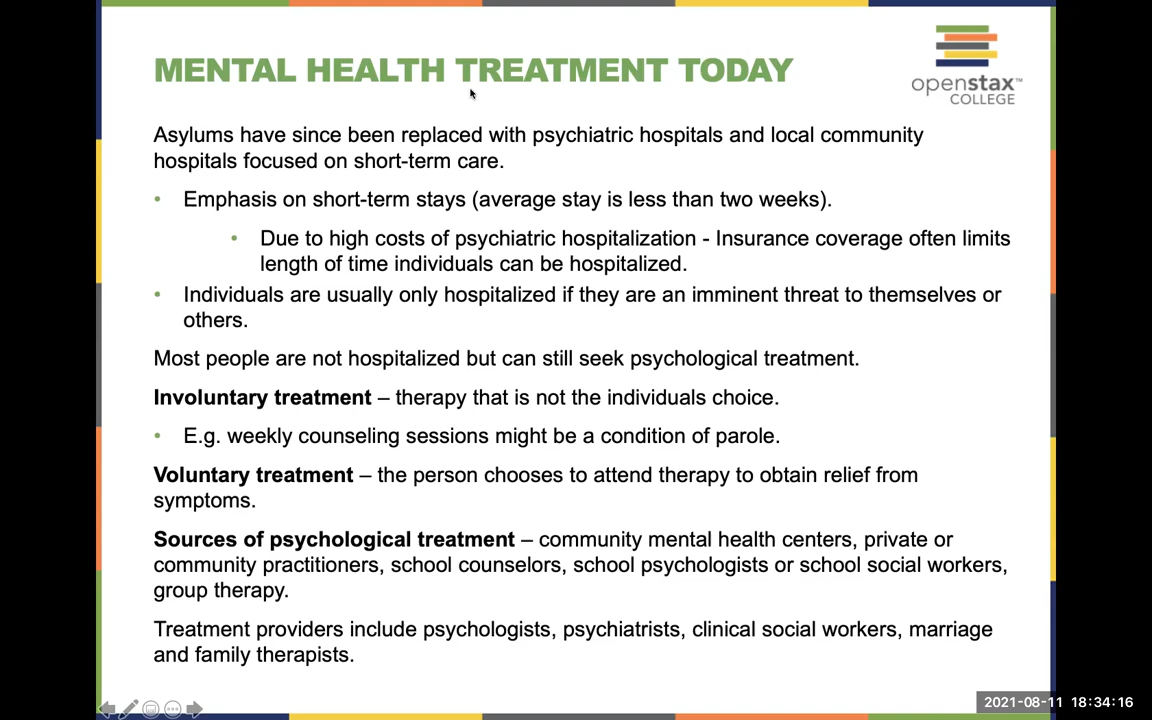 MENTAL HEALTH TREATMENT TODAY
openstax™
COLLEGE
Asylums have since been replaced with psychiatric hospitals and local community
hospitals focused on short-term care.
• Emphasis on short-term stays (average stay is less than two weeks).
• Due to high costs of psychiatric hospitalization - Insurance coverage often limits
length of time individuals can be hospitalized.
• Individuals are usually only hospitalized if they are an imminent threat to themselves or
others.
Most people are not hospitalized but can still seek psychological treatment.
Involuntary treatment – therapy that is not the individuals choice.
• E.g. weekly counseling sessions might be a condition of parole.
Voluntary treatment – the person chooses to attend therapy to obtain relief from
symptoms.
Sources of psychological treatment – community mental health centers, private or
community practitioners, school counselors, school psychologists or school social workers,
group therapy.
Treatment providers include psychologists, psychiatrists, clinical social workers, marriage
and family therapists.
2021-08-11 18:34:16